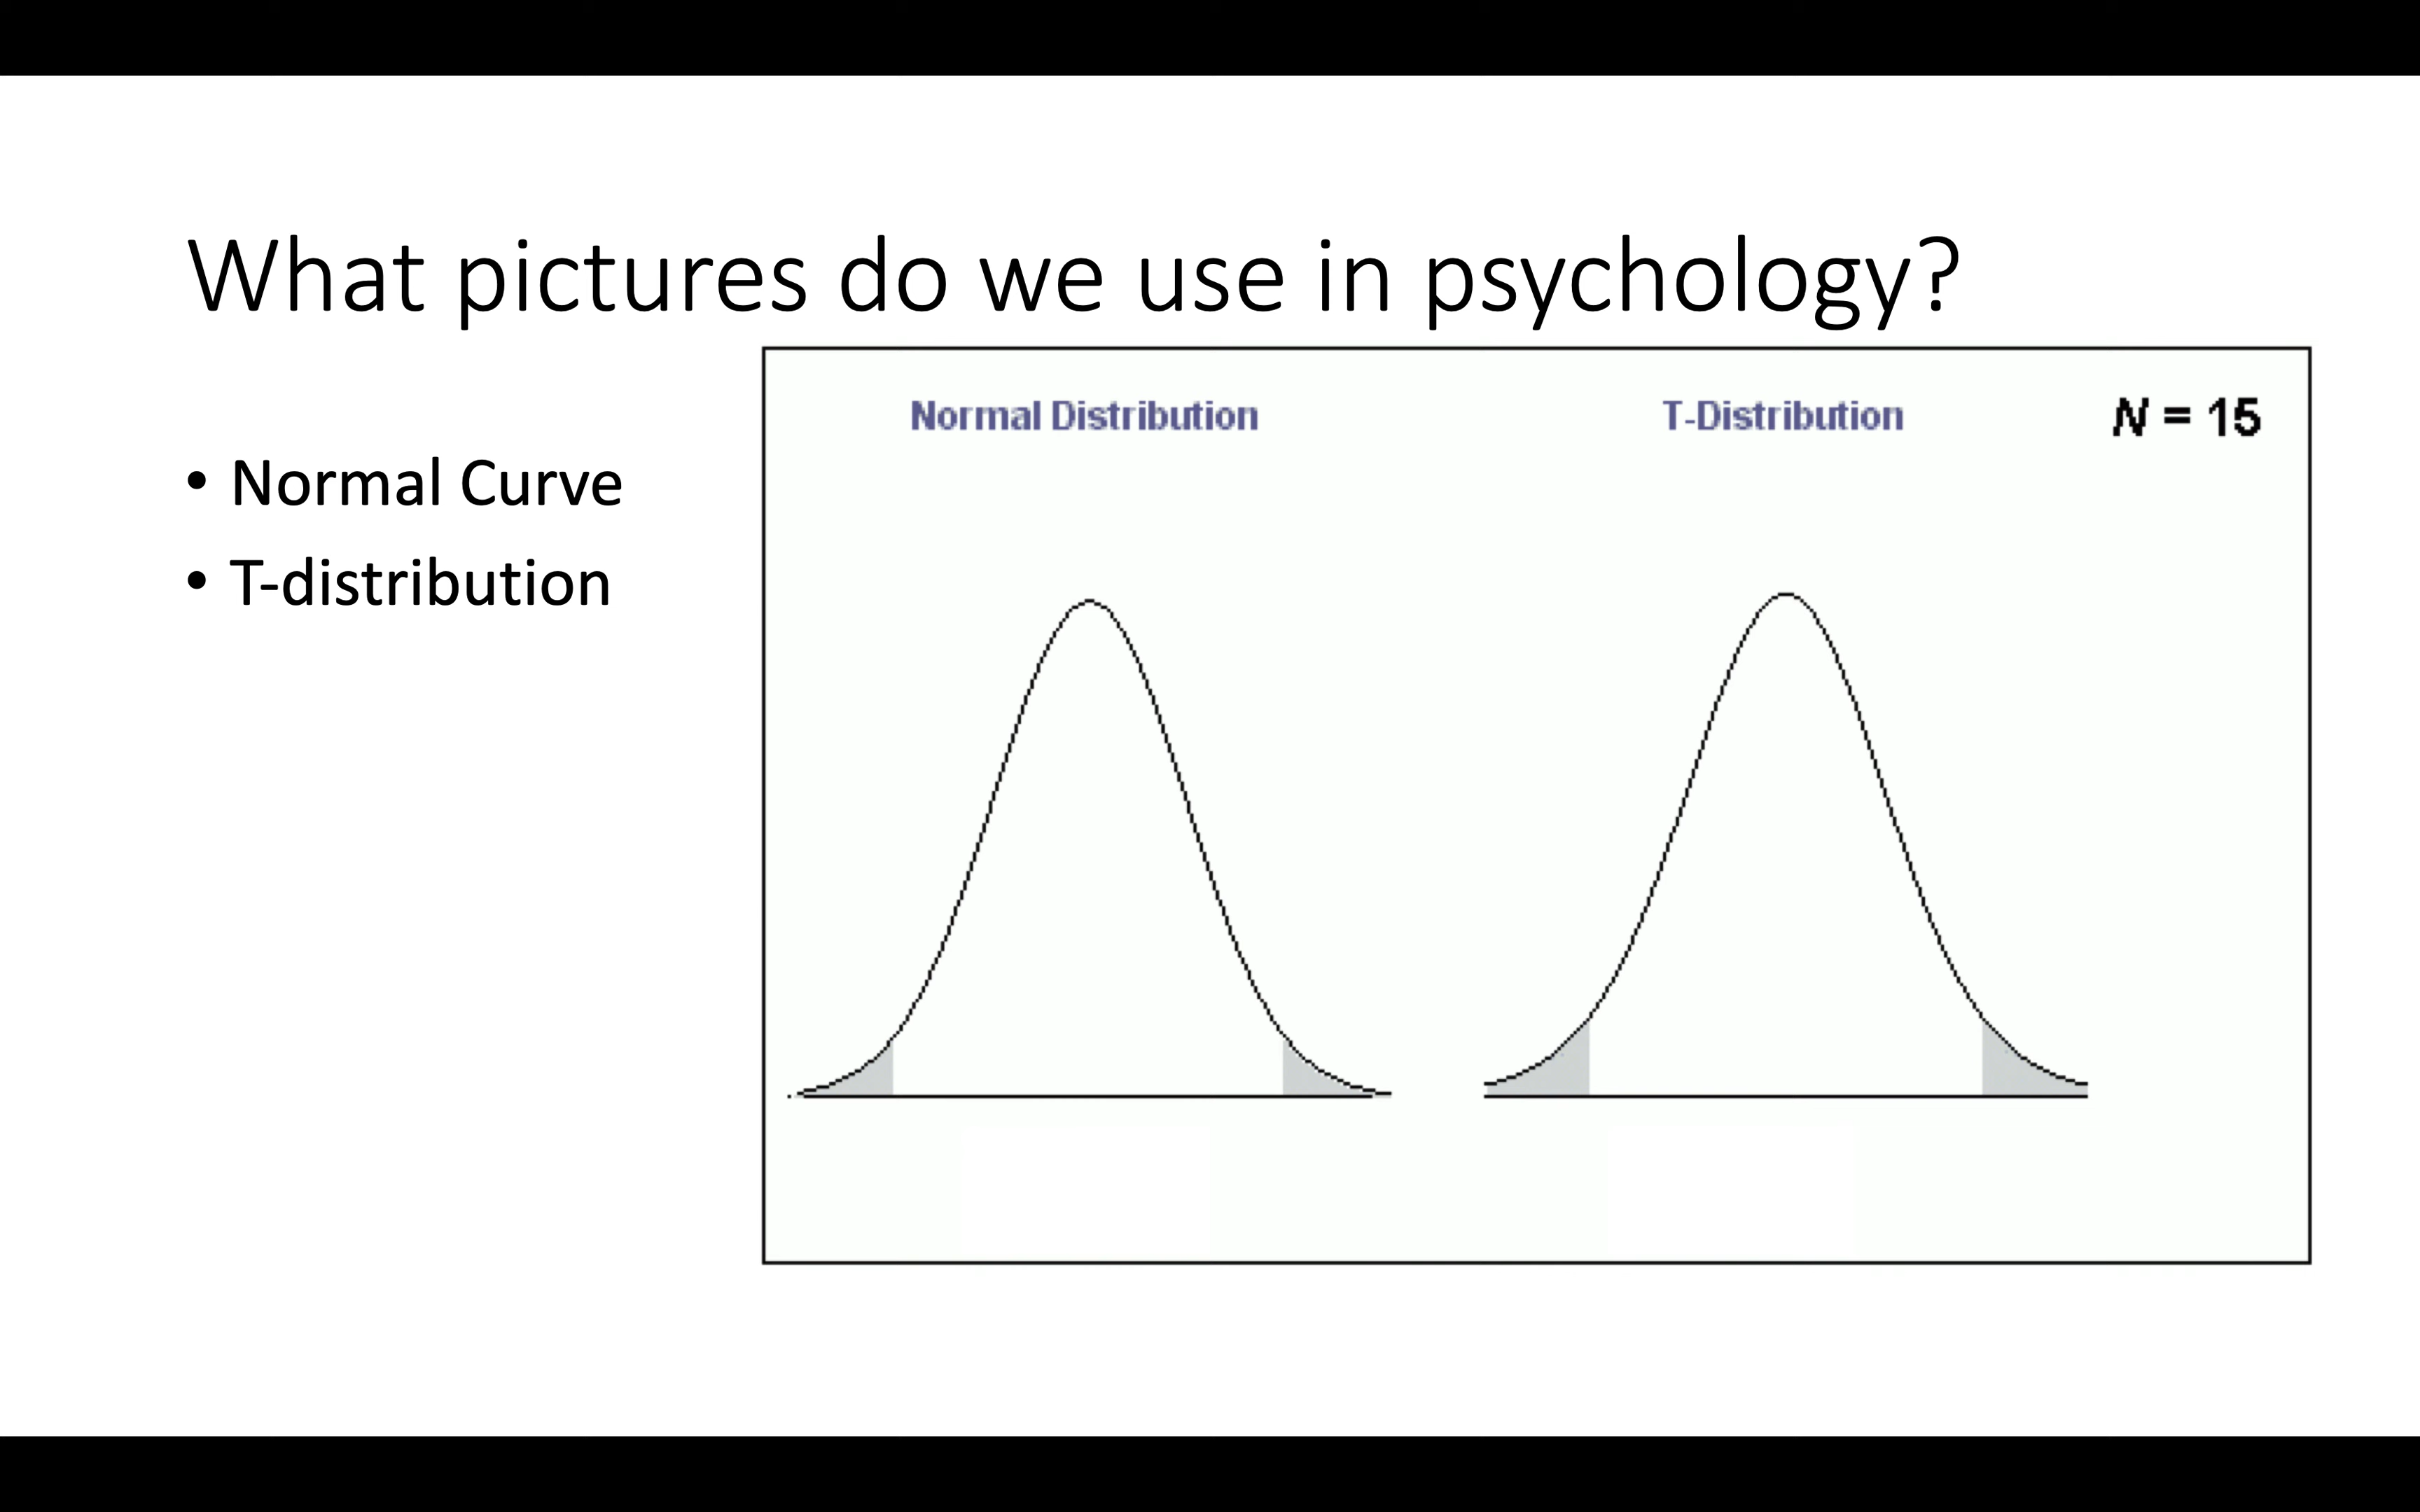 What pictures do we use in psychology?
• Normal Curve
• T-distribution
Normal Distribution
T-Distribution
N = 15